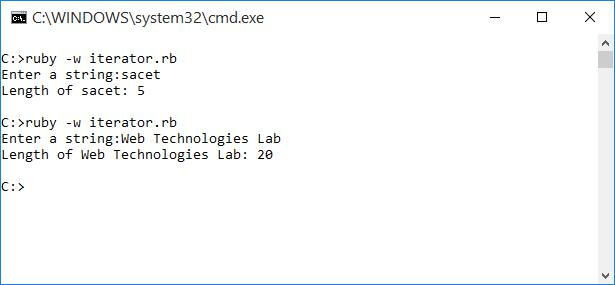 C:\WINDOWS\system32\cmd.exe
C:>ruby -w iterator.rb
Enter a string:sacet
Length of sacet: 5
C:>ruby -w iterator.rb
Enter a string:Web Technologies Lab
Length of Web Technologies Lab: 20
C:>